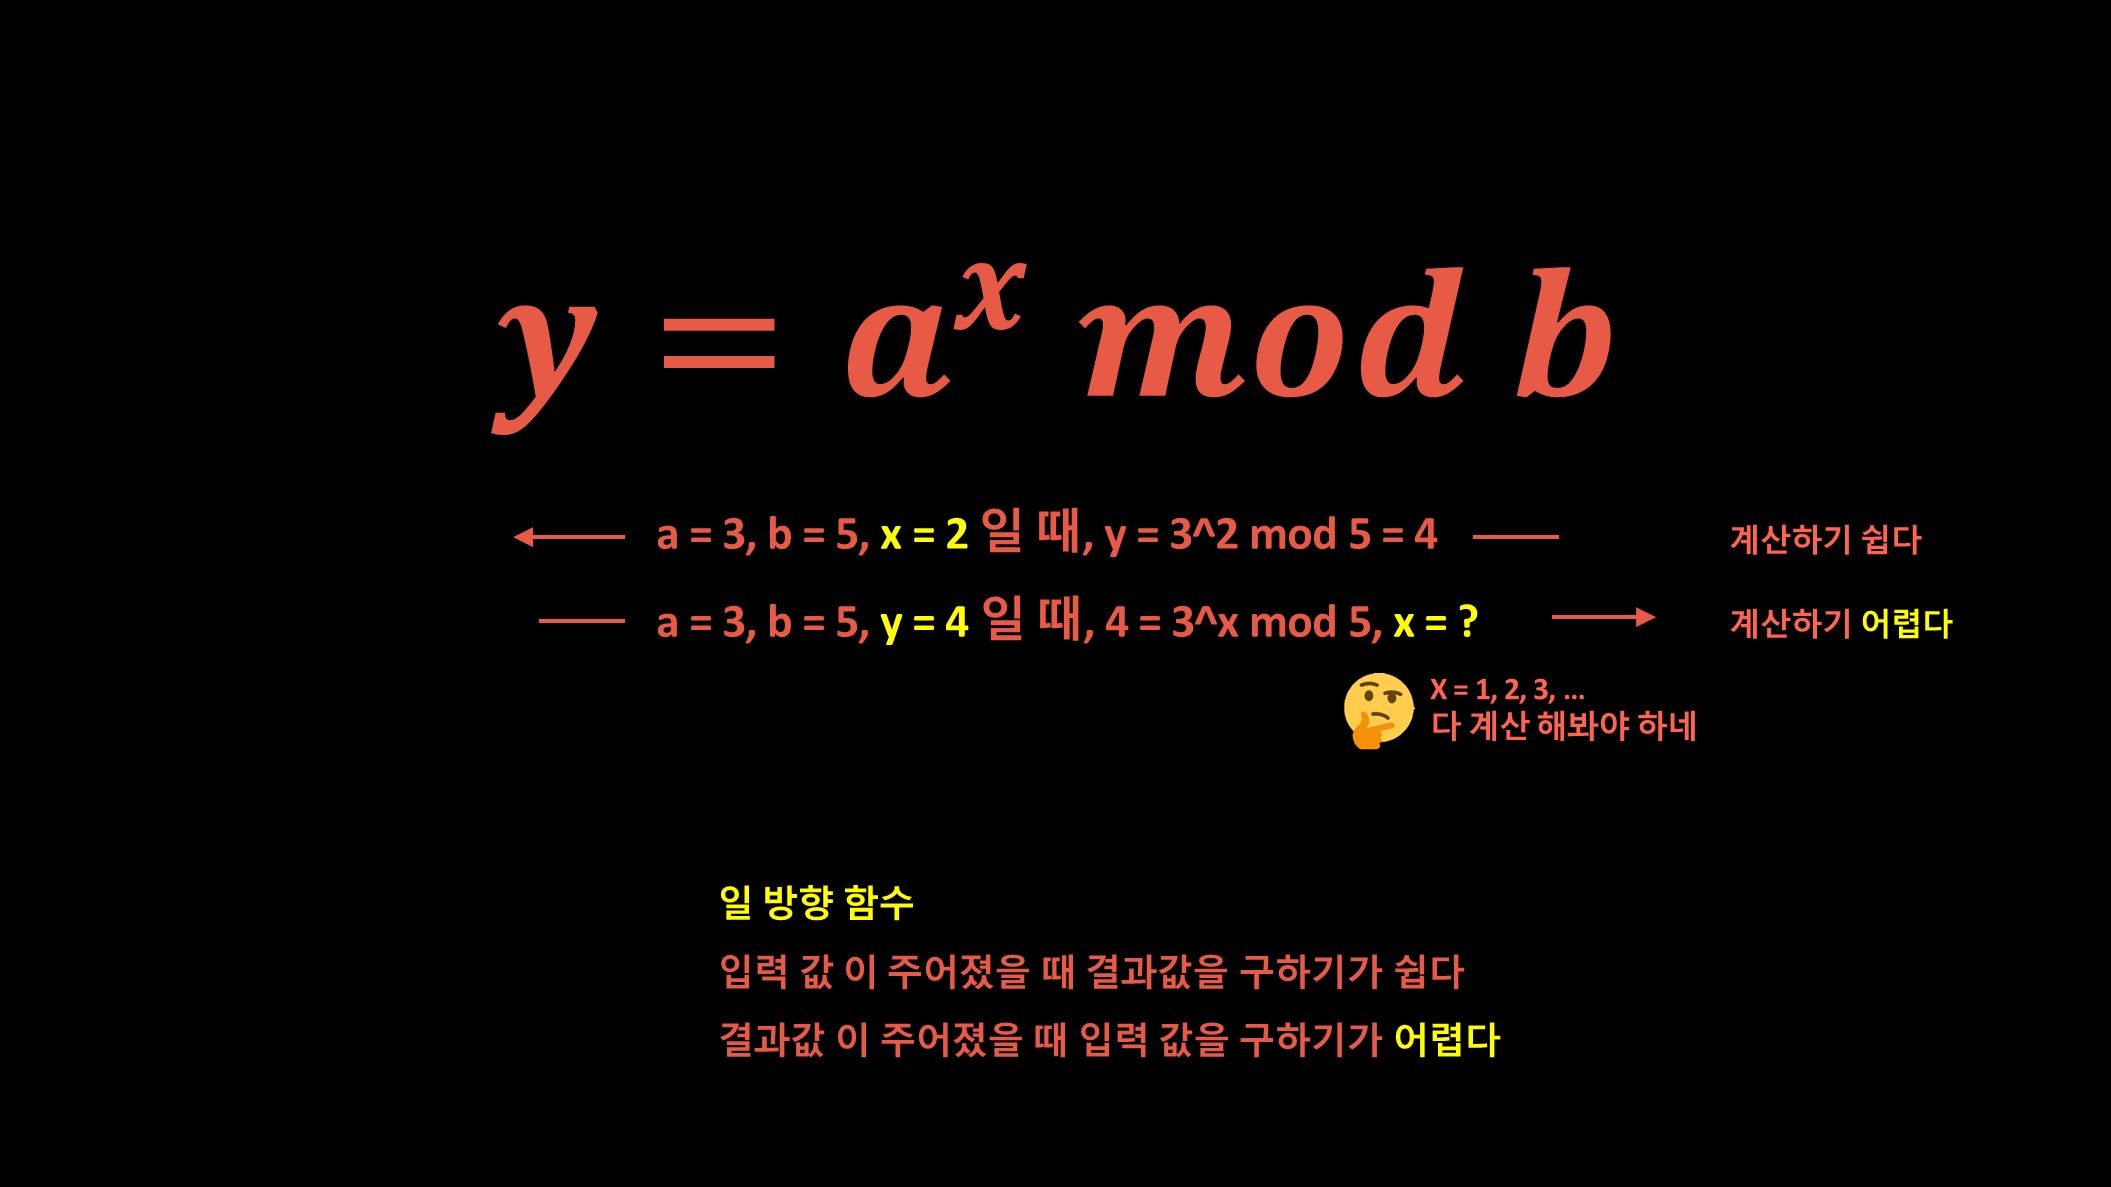 y = a^x mod b
a = 3, b = 5, x = 2 일 때, y = 3^2 mod 5 = 4
계산하기 쉽다
a = 3, b = 5, y = 4 일 때, 4 = 3^x mod 5, x = ?
계산하기 어렵다
X = 1, 2, 3, ...
다 계산 해봐야 하네
일 방향 함수
입력 값 이 주어졌을 때 결과값을 구하기가 쉽다
결과값 이 주어졌을 때 입력 값을 구하기가 어렵다